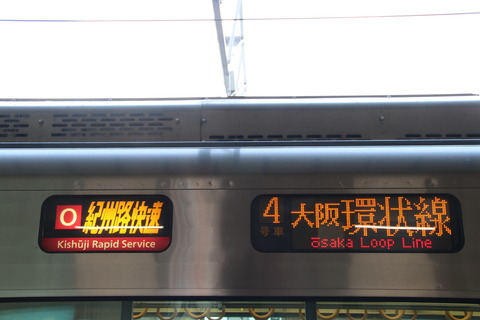 O 紀州路快速
Kishūji Rapid Service
4 号車 大阪環状線
Ōsaka Loop Line